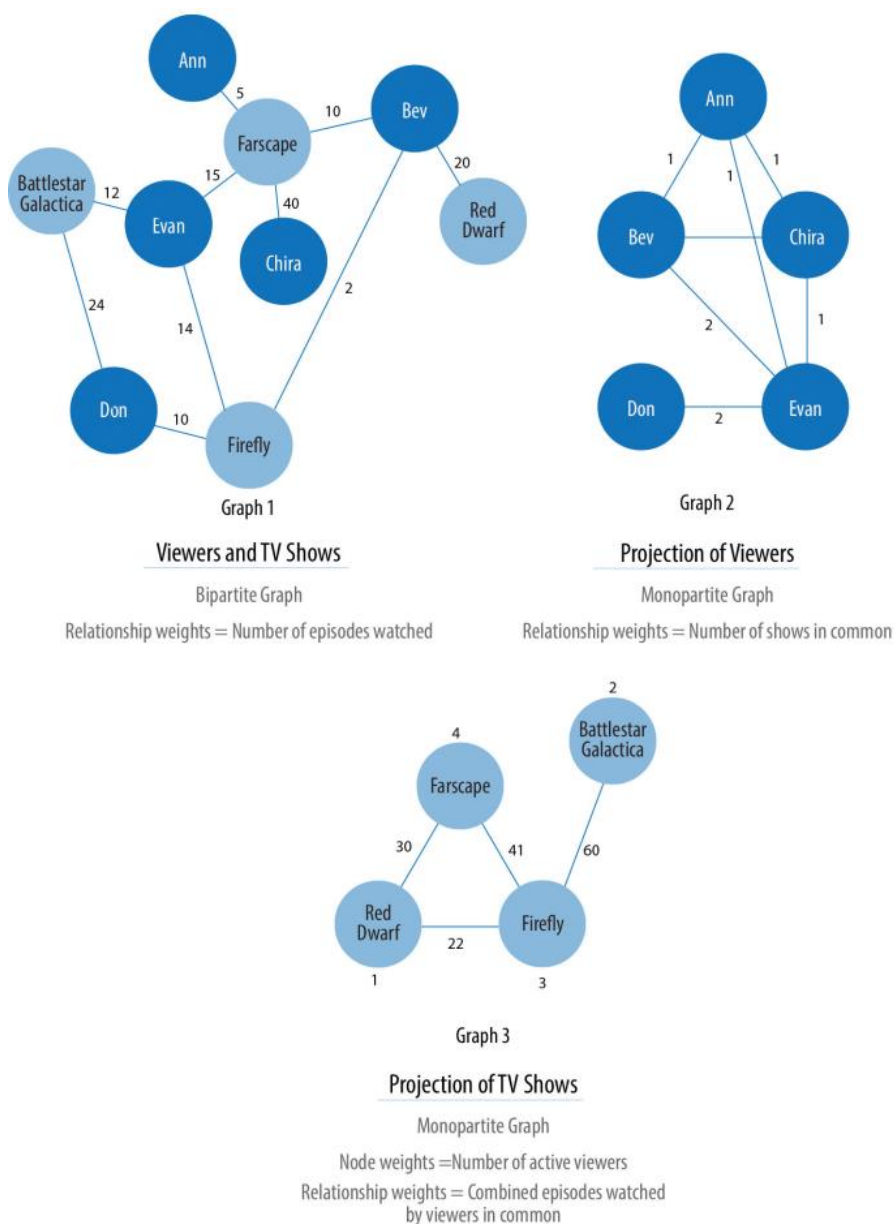 Ann
5
Farscape
10
Bev
20
Red
Dwarf
Battlestar
Galactica
12
15
Evan
40
Chira
2
24
14
Don
10
Firefly
Graph 1
Viewers and TV Shows
Bipartite Graph
Relationship weights = Number of episodes watched
Ann
1
1
1
Bev
Chira
2
1
Don
2
Evan
Graph 2
Projection of Viewers
Monopartite Graph
Relationship weights = Number of shows in common
2
Battlestar
Galactica
4
Farscape
30
41
60
Red
Dwarf
22
Firefly
1
3
Graph 3
Projection of TV Shows
Monopartite Graph
Node weights =Number of active viewers
Relationship weights = Combined episodes watched
by viewers in common